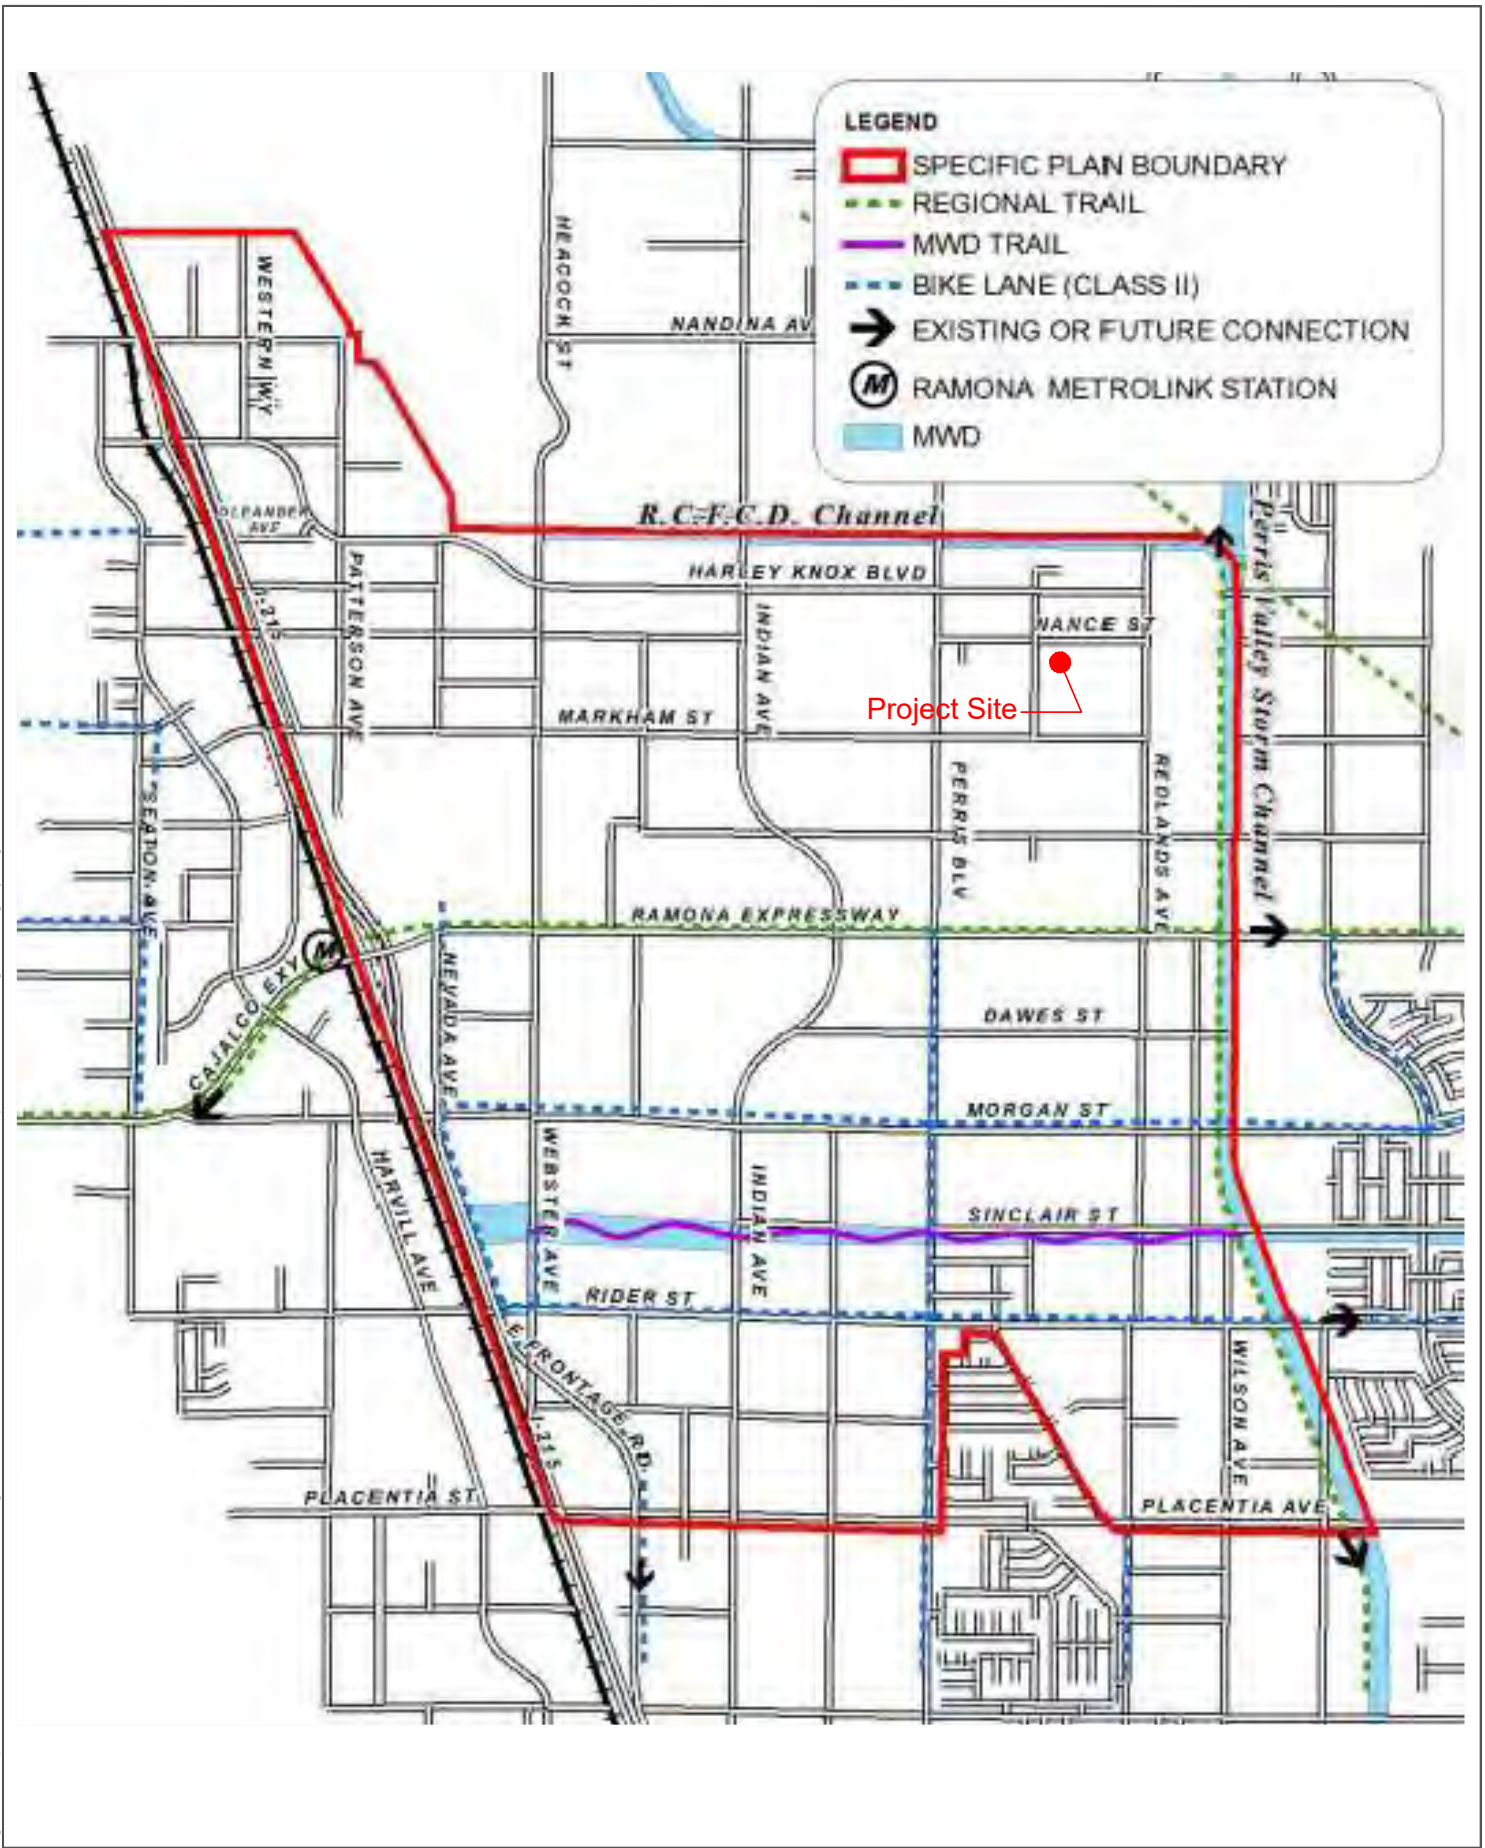 LEGEND
SPECIFIC PLAN BOUNDARY
REGIONAL TRAIL
MWD TRAIL
BIKE LANE (CLASS II)
EXISTING OR FUTURE CONNECTION
M
RAMONA METROLINK STATION
MWD
WESTERN WY
HEACOCK ST
NANDINA AV
OLEANDER
AVE
R.C.F.C.D. Channel
Perris Valley Storm Channel
HARLEY KNOX BLVD
I-215
PATTERSON AVE
INDIAN AVE
NANCE ST
Project Site
MARKHAM ST
SEATON AVE
PERRIS BLV
REDLANDS AVE
RAMONA EXPRESSWAY
M
CAJALCO EXY
NEVADA AVE
DAWES ST
MORGAN ST
HARVILL AVE
WEBSTER AVE
INDIAN AVE
SINCLAIR ST
RIDER ST
E FRONTAGE RD
WILSON AVE
I-215
PLACENTIA ST
PLACENTIA AVE